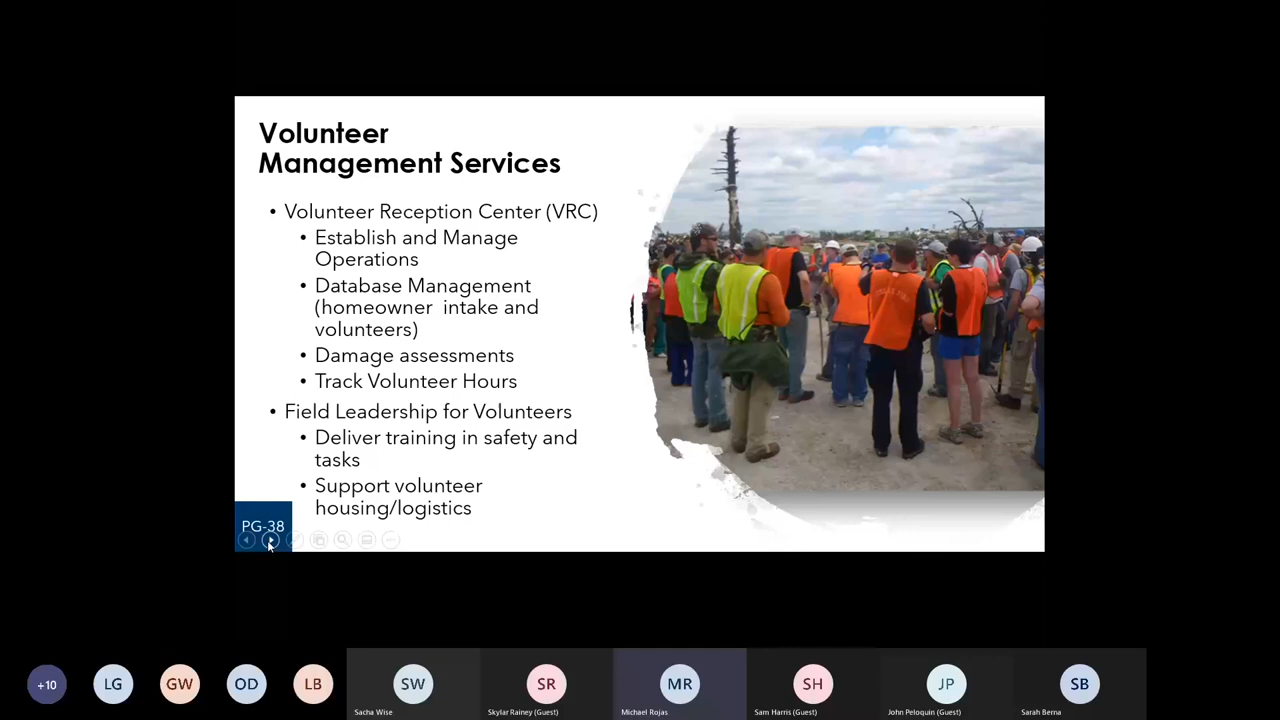 Volunteer
Management Services
• Volunteer Reception Center (VRC)
• Establish and Manage
Operations
• Database Management
(homeowner intake and
volunteers)
• Damage assessments
• Track Volunteer Hours
• Field Leadership for Volunteers
• Deliver training in safety and
tasks
• Support volunteer
housing/logistics
PG-38
+10
LG
GW
OD
LB
SW
Sacha Wise
SR
Skylar Rainey (Guest)
MR
Michael Rojas
SH
Sam Harris (Guest)
JP
John Peloquin (Guest)
SB
Sarah Berna